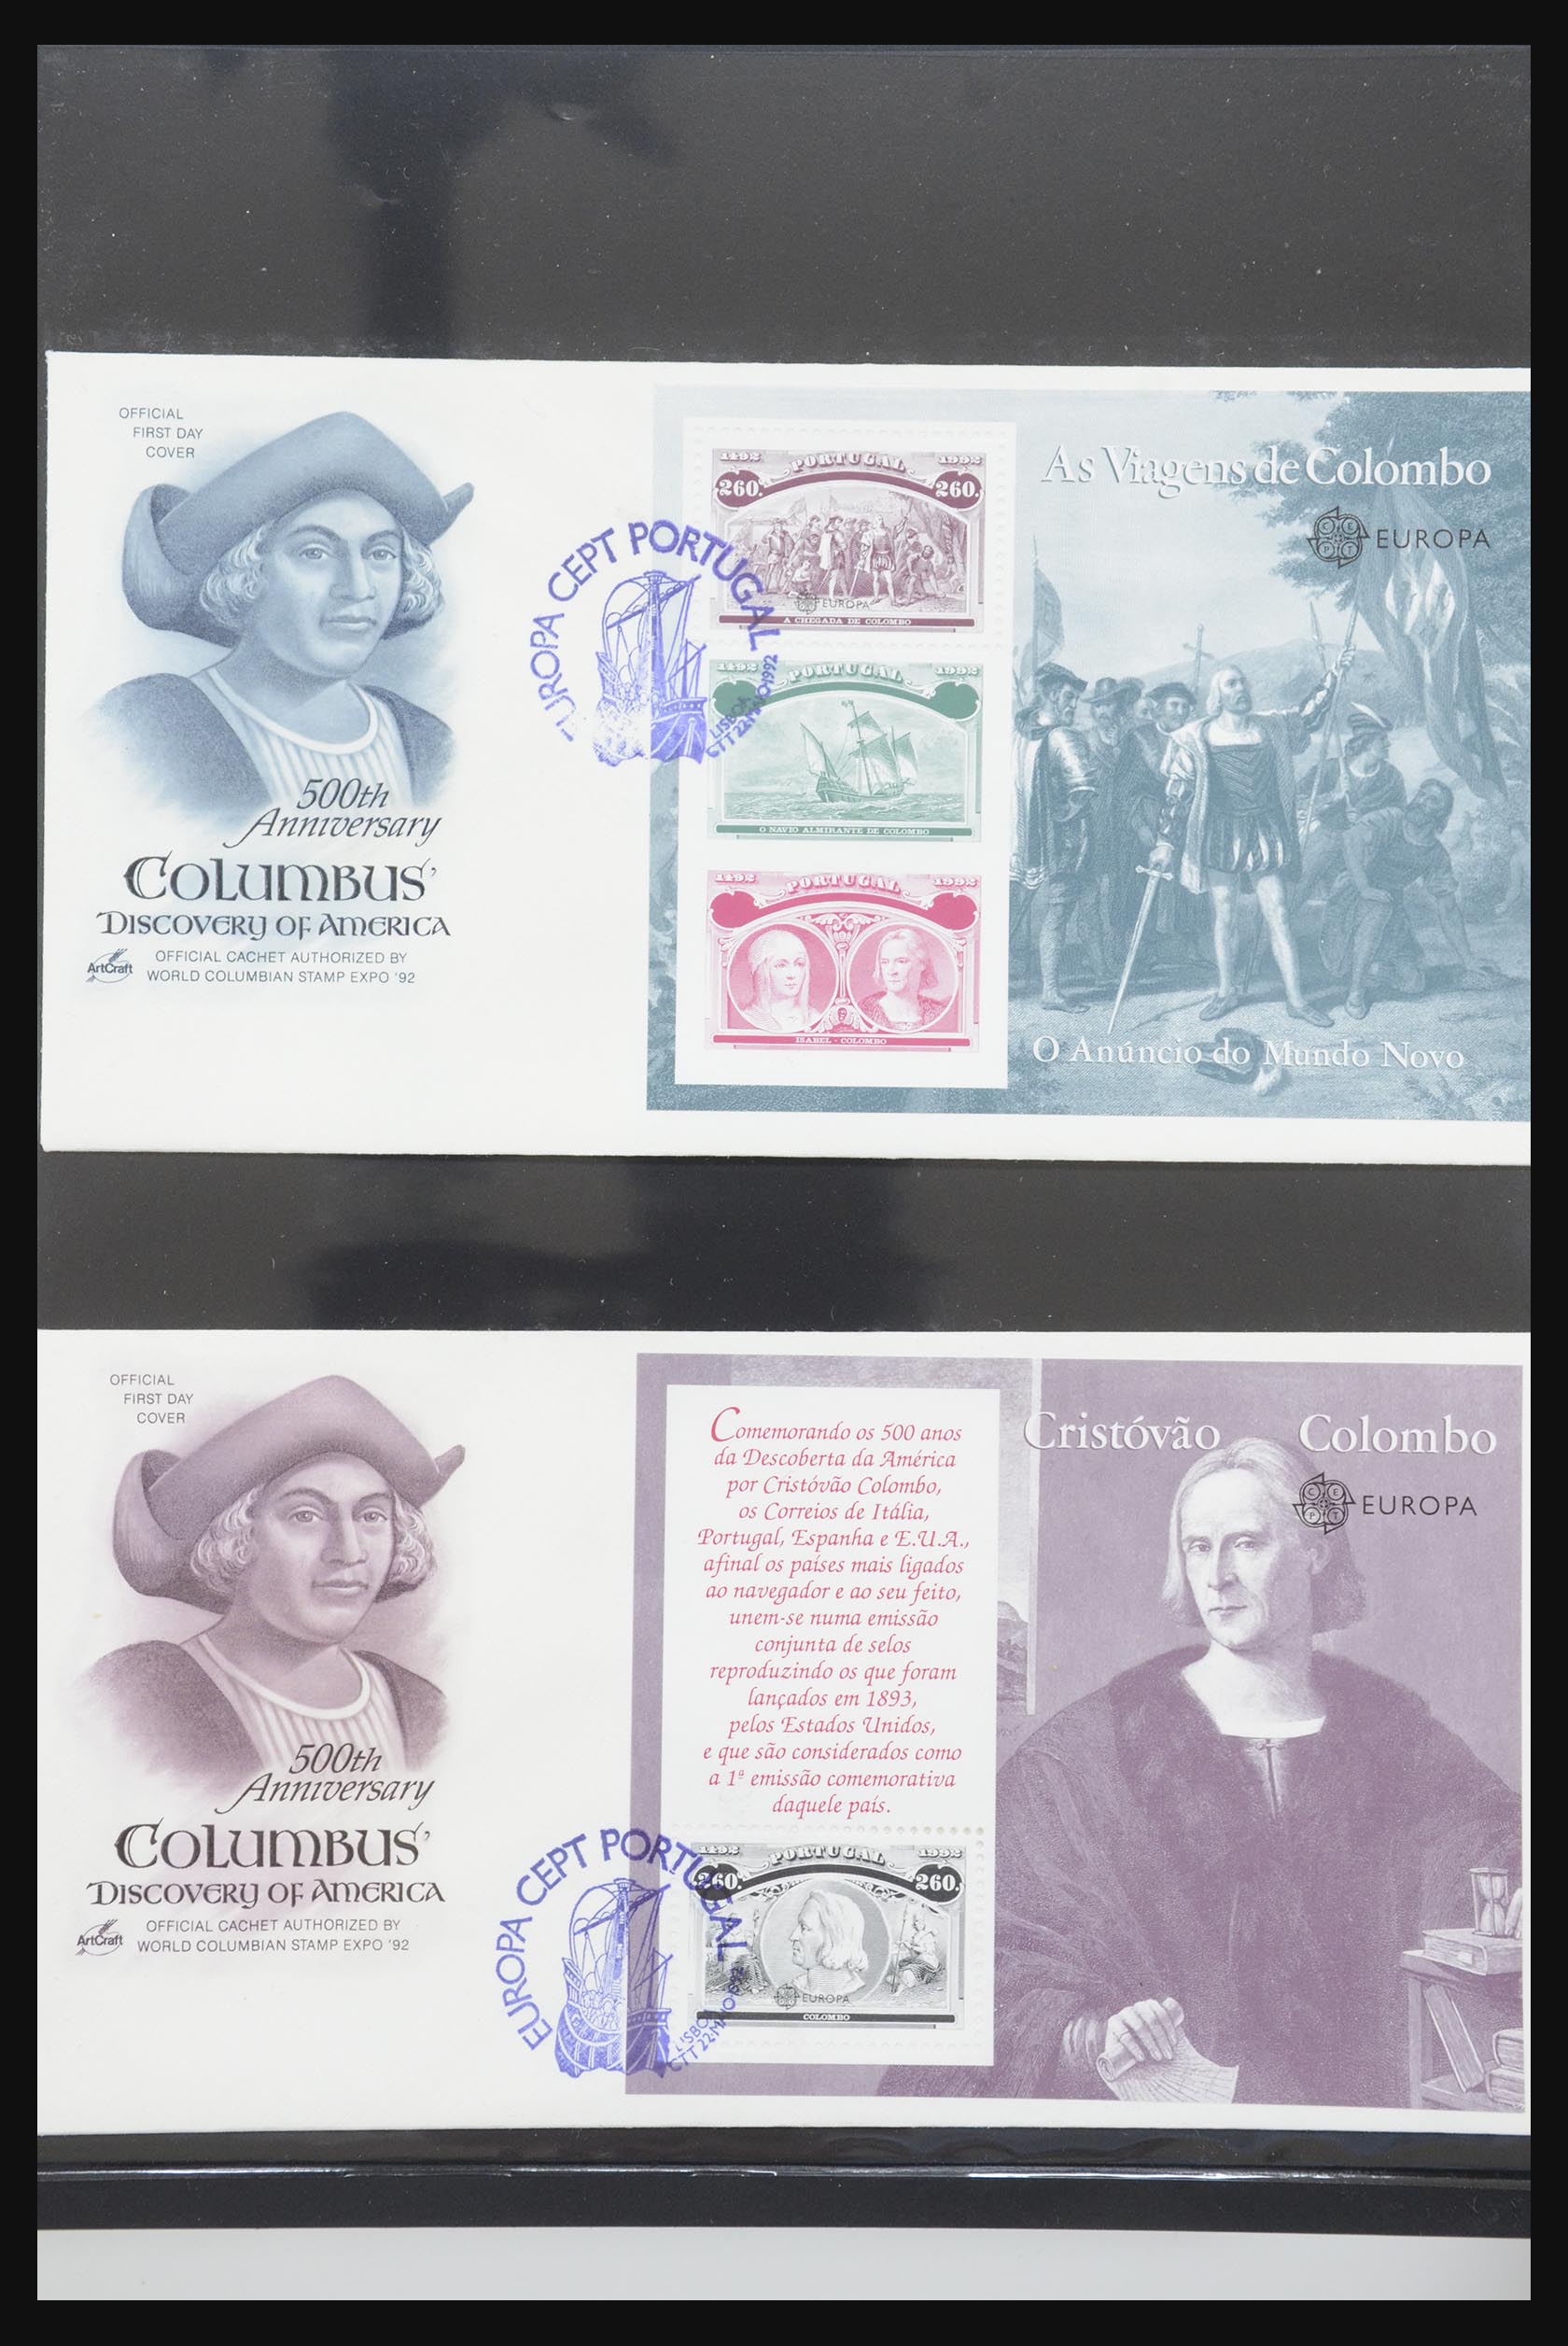 OFFICIAL
FIRST DAY
COVER
500th
Anniversary
COLUMBUS'
DISCOVERY OF AMERICA
ArtCraft
OFFICIAL CACHET AUTHORIZED BY
WORLD COLUMBIAN STAMP EXPO '92
EUROPA CEPT PORTUGAL
LISBOA
CTT 22.MAIO1992
1492 PORTUGAL 1992
260. 260.
EUROPA
A CHEGADA DE COLOMBO
1492 PORTUGAL 1992
O NAVIO ALMIRANTE DE COLOMBO
1492 PORTUGAL 1992
ISABEL - COLOMBO
As Viagens de Colombo
CEPT EUROPA
O Anúncio do Mundo Novo
OFFICIAL
FIRST DAY
COVER
500th
Anniversary
COLUMBUS'
DISCOVERY OF AMERICA
ArtCraft
OFFICIAL CACHET AUTHORIZED BY
WORLD COLUMBIAN STAMP EXPO '92
Comemorando os 500 anos
da Descoberta da América
por Cristóvão Colombo,
os Correios de Itália,
Portugal, Espanha e E.U.A.,
afinal os países mais ligados
ao navegador e ao seu feito,
unem-se numa emissão
conjunta de selos
reproduzindo os que foram
lançados em 1893,
pelos Estados Unidos,
e que são considerados como
a 1ª emissão comemorativa
daquele país.
EUROPA CEPT PORTUGAL
LISBOA
CTT 22.MAIO1992
1492 PORTUGAL 1992
260. 260.
EUROPA
COLOMBO
Cristóvão Colombo
CEPT EUROPA